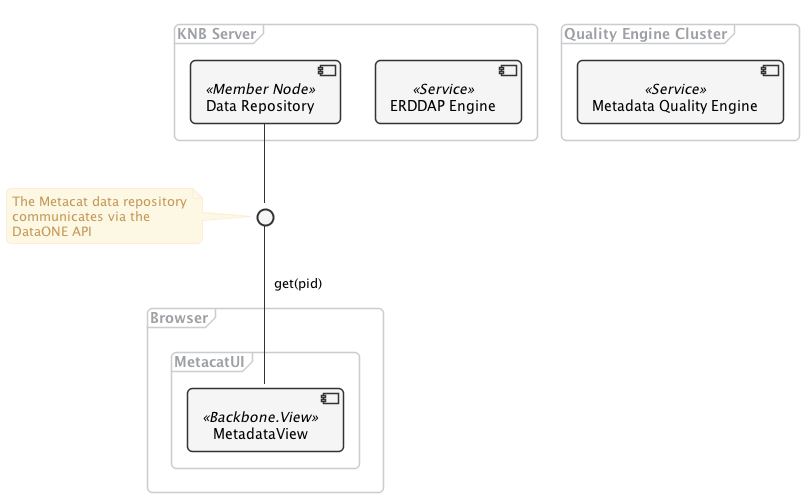 KNB Server
Quality Engine Cluster
«Member Node»
Data Repository
«Service»
ERDDAP Engine
«Service»
Metadata Quality Engine
The Metacat data repository
communicates via the
DataONE API
get(pid)
Browser
MetacatUI
«Backbone.View»
MetadataView